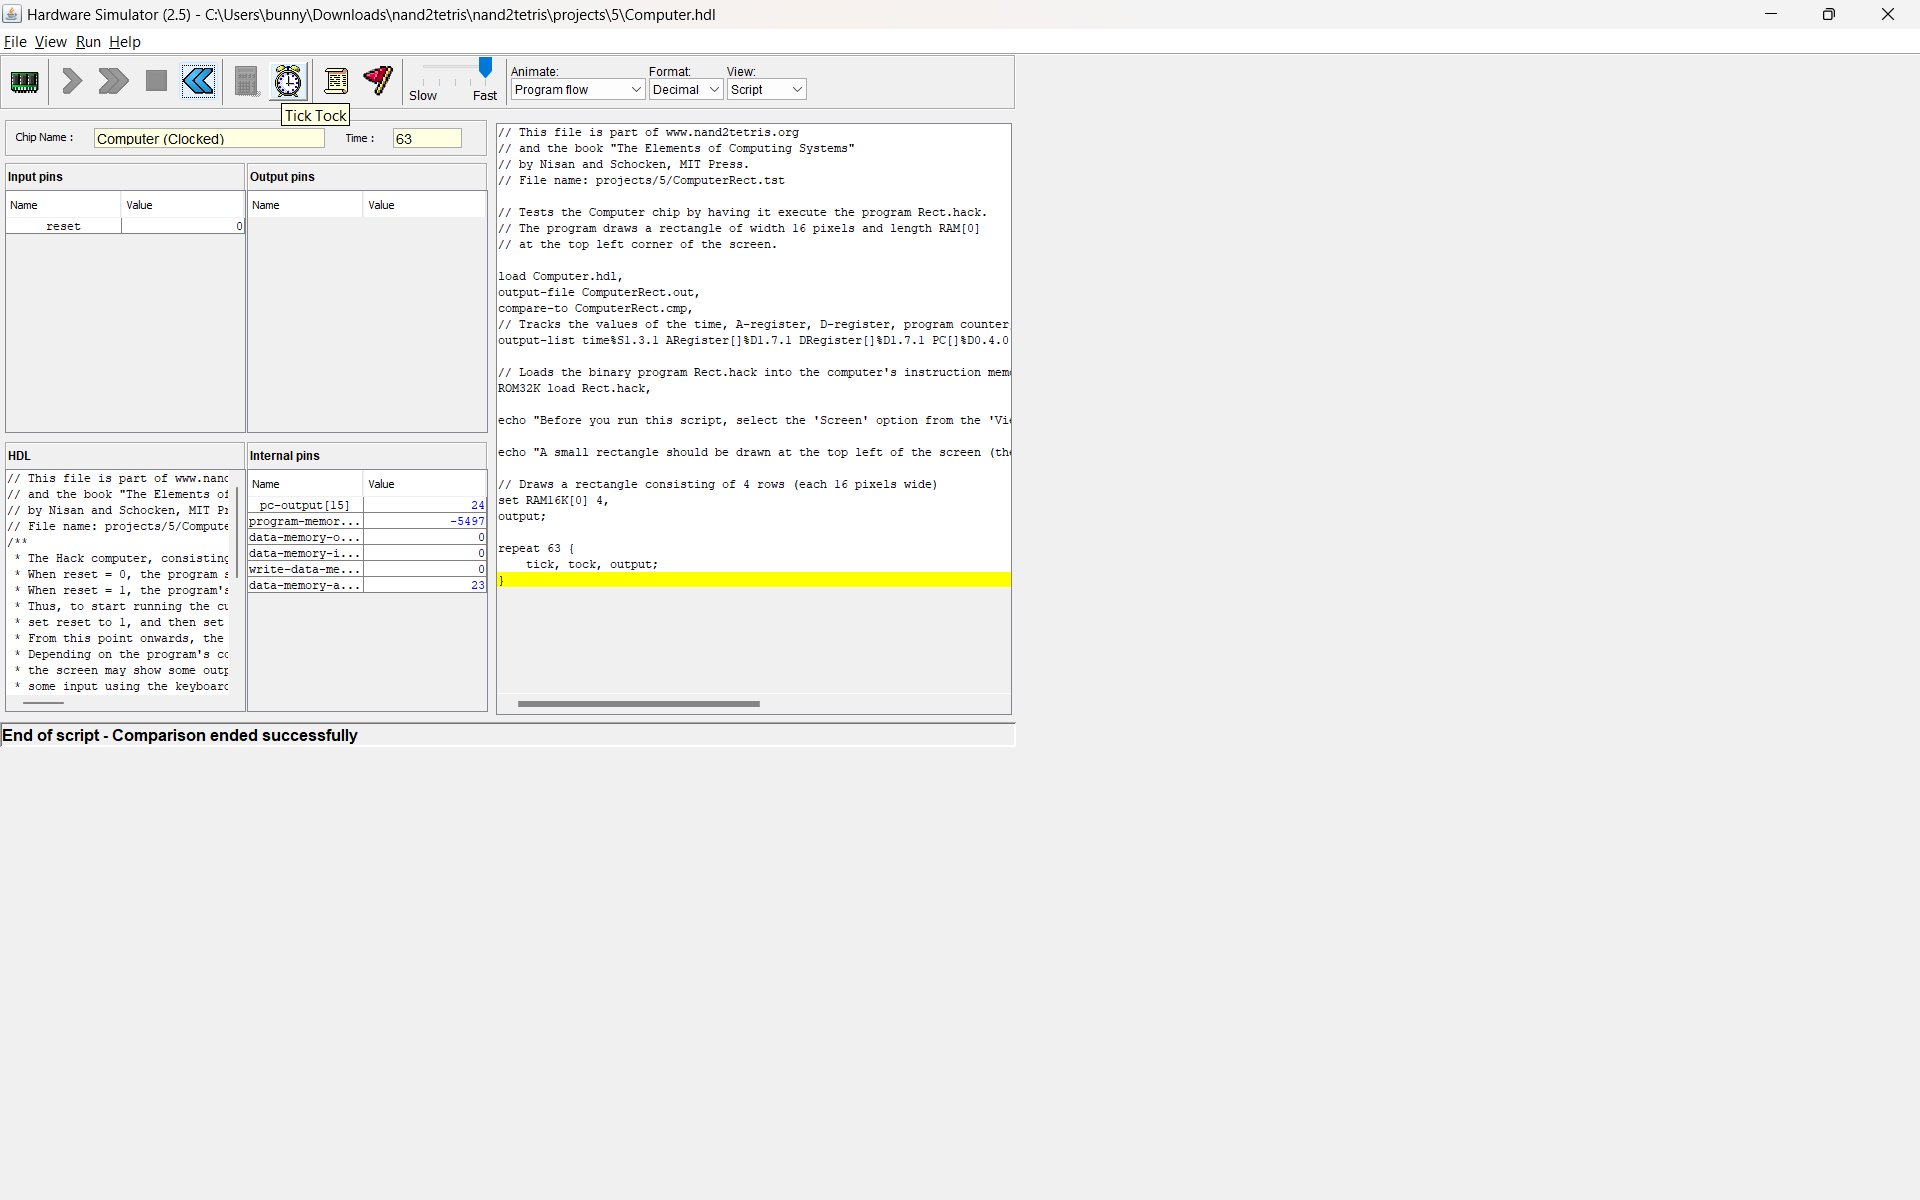 Hardware Simulator (2.5) - C:\Users\bunny\Downloads\nand2tetris\nand2tetris\projects\5\Computer.hdl
File View Run Help
Slow Fast
Animate: Format: View:
Program flow Decimal Script
Tick Tock
Chip Name : Computer (Clocked) Time : 63
Input pins
Name Value
reset 0
Output pins
Name Value
HDL
// This file is part of www.nand
// and the book "The Elements of
// by Nisan and Schocken, MIT Pr
// File name: projects/5/Compute
/**
* The Hack computer, consisting
* When reset = 0, the program s
* When reset = 1, the program's
* Thus, to start running the cu
* set reset to 1, and then set
* From this point onwards, the
* Depending on the program's co
* the screen may show some outp
* some input using the keyboard
Internal pins
Name Value
pc-output[15] 24
program-memor... -5497
data-memory-o... 0
data-memory-i... 0
write-data-me... 0
data-memory-a... 23
// This file is part of www.nand2tetris.org
// and the book "The Elements of Computing Systems"
// by Nisan and Schocken, MIT Press.
// File name: projects/5/ComputerRect.tst
// Tests the Computer chip by having it execute the program Rect.hack.
// The program draws a rectangle of width 16 pixels and length RAM[0]
// at the top left corner of the screen.
load Computer.hdl,
output-file ComputerRect.out,
compare-to ComputerRect.cmp,
// Tracks the values of the time, A-register, D-register, program counter,
output-list time%S1.3.1 ARegister[]%D1.7.1 DRegister[]%D1.7.1 PC[]%D0.4.0
// Loads the binary program Rect.hack into the computer's instruction mem
ROM32K load Rect.hack,
echo "Before you run this script, select the 'Screen' option from the 'Vie
echo "A small rectangle should be drawn at the top left of the screen (the
// Draws a rectangle consisting of 4 rows (each 16 pixels wide)
set RAM16K[0] 4,
output;
repeat 63 {
tick, tock, output;
}
End of script - Comparison ended successfully